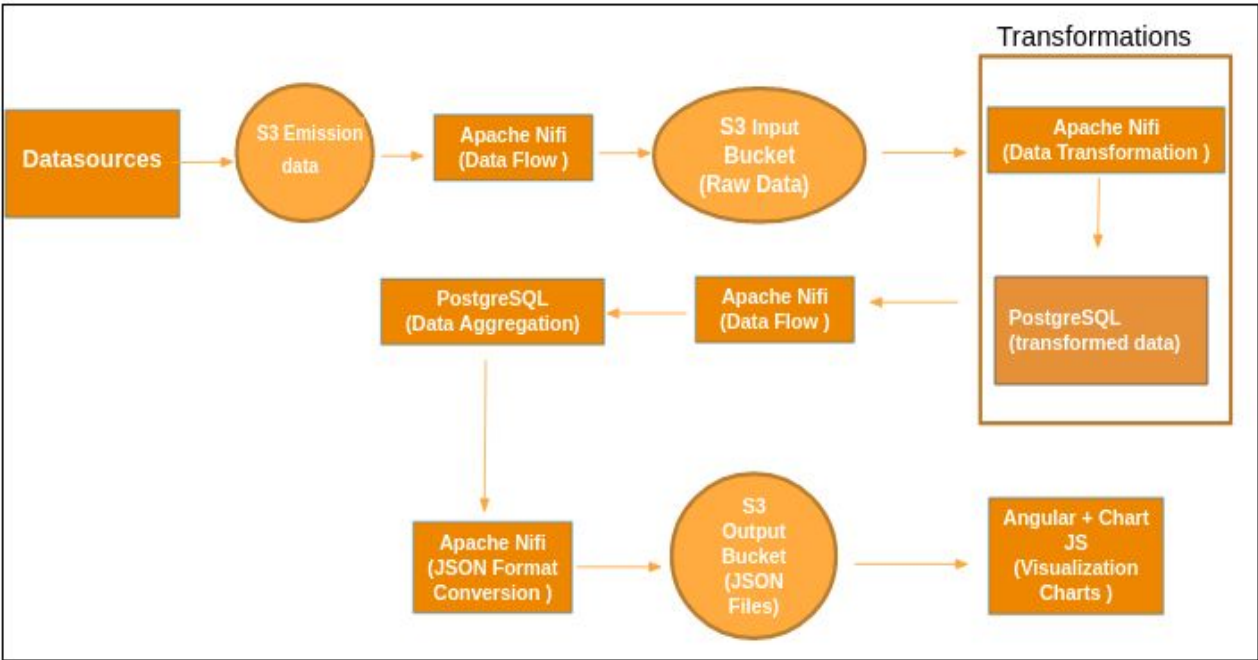 Transformations
Datasources
S3 Emission
data
Apache Nifi
(Data Flow )
S3 Input
Bucket
(Raw Data)
Apache Nifi
(Data Transformation )
PostgreSQL
(transformed data)
Apache Nifi
(Data Flow )
PostgreSQL
(Data Aggregation)
Apache Nifi
(JSON Format
Conversion )
S3
Output
Bucket
(JSON
Files)
Angular + Chart
JS
(Visualization
Charts )